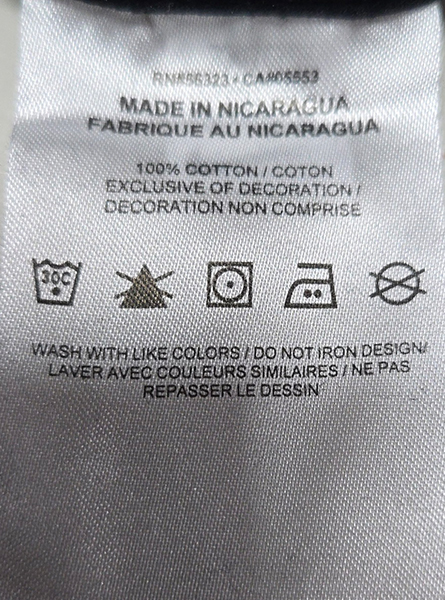 RN#56323 • CA#05553
MADE IN NICARAGUA
FABRIQUE AU NICARAGUA
100% COTTON / COTON
EXCLUSIVE OF DECORATION /
DECORATION NON COMPRISE
30C
WASH WITH LIKE COLORS / DO NOT IRON DESIGN/
LAVER AVEC COULEURS SIMILAIRES / NE PAS
REPASSER LE DESSIN